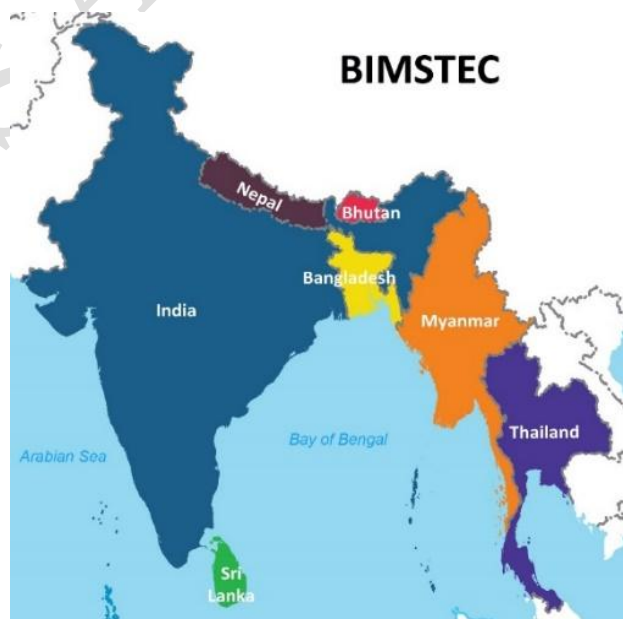 BIMSTEC
Nepal
Bhutan
Bangladesh
India
Myanmar
Thailand
Bay of Bengal
Arabian Sea
Sri
Lanka